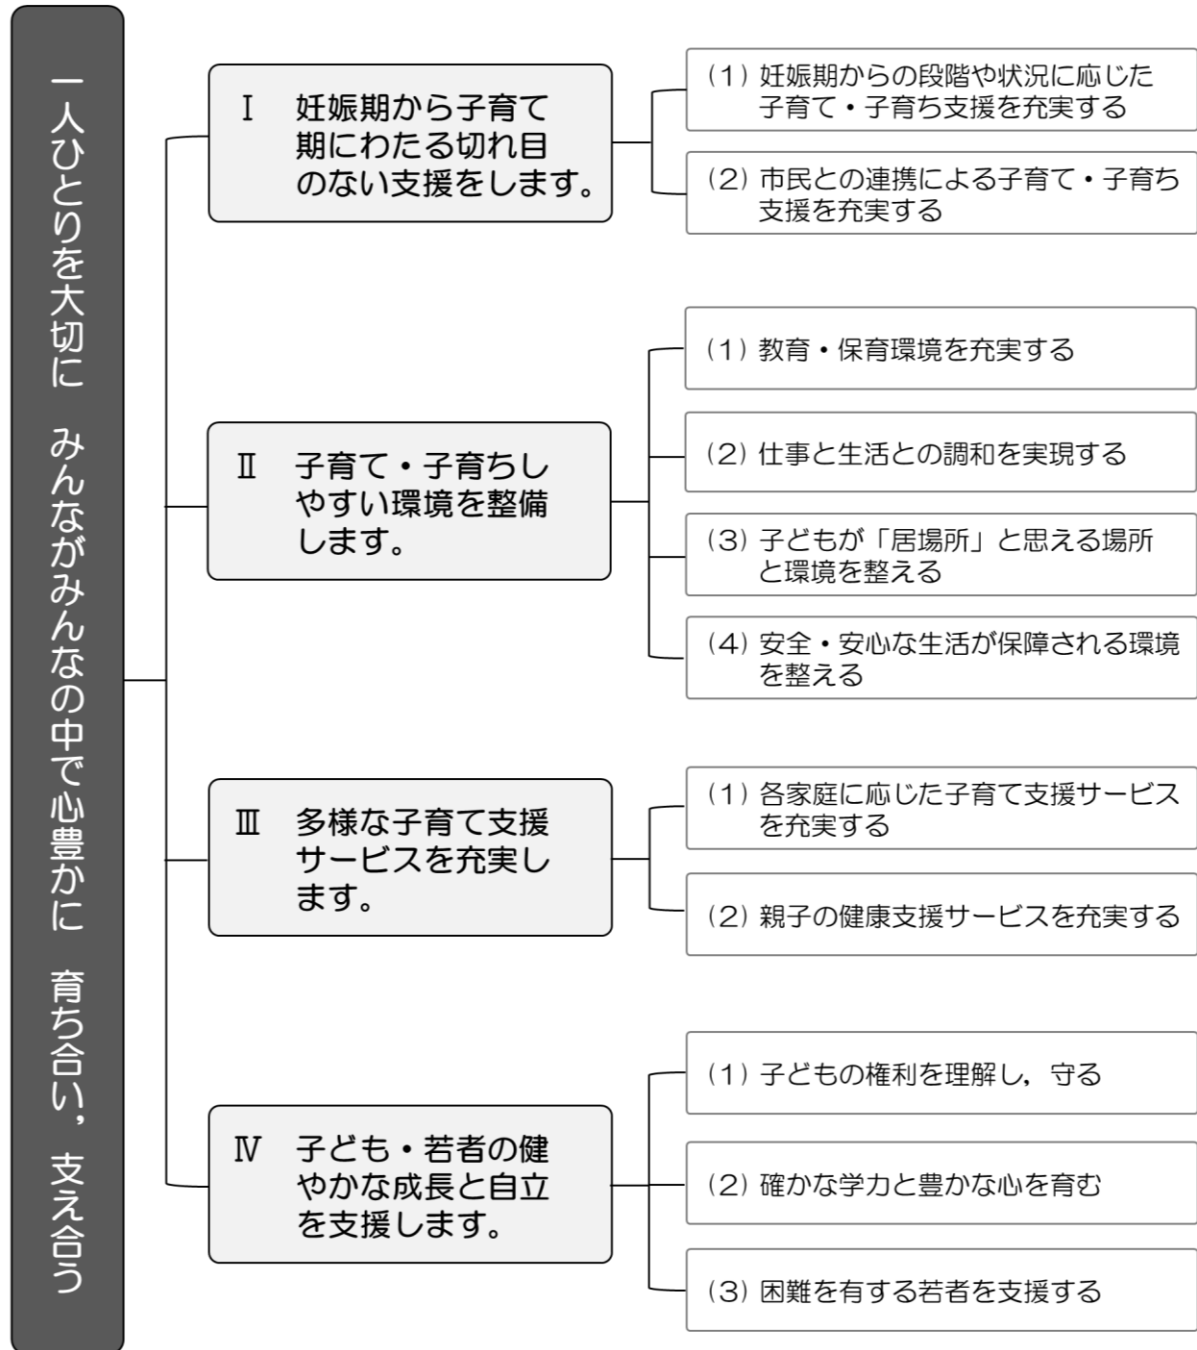 一人ひとりを大切に　みんながみんなの中で心豊かに　育ち合い，支え合う
Ⅰ　妊娠期から子育て
期にわたる切れ目
のない支援をします。
(1) 妊娠期からの段階や状況に応じた
子育て・子育ち支援を充実する
(2) 市民との連携による子育て・子育ち
支援を充実する
Ⅱ　子育て・子育ちし
やすい環境を整備
します。
(1) 教育・保育環境を充実する
(2) 仕事と生活との調和を実現する
(3) 子どもが「居場所」と思える場所
と環境を整える
(4) 安全・安心な生活が保障される環境
を整える
Ⅲ　多様な子育て支援
サービスを充実し
ます。
(1) 各家庭に応じた子育て支援サービス
を充実する
(2) 親子の健康支援サービスを充実する
Ⅳ　子ども・若者の健
やかな成長と自立
を支援します。
(1) 子どもの権利を理解し，守る
(2) 確かな学力と豊かな心を育む
(3) 困難を有する若者を支援する